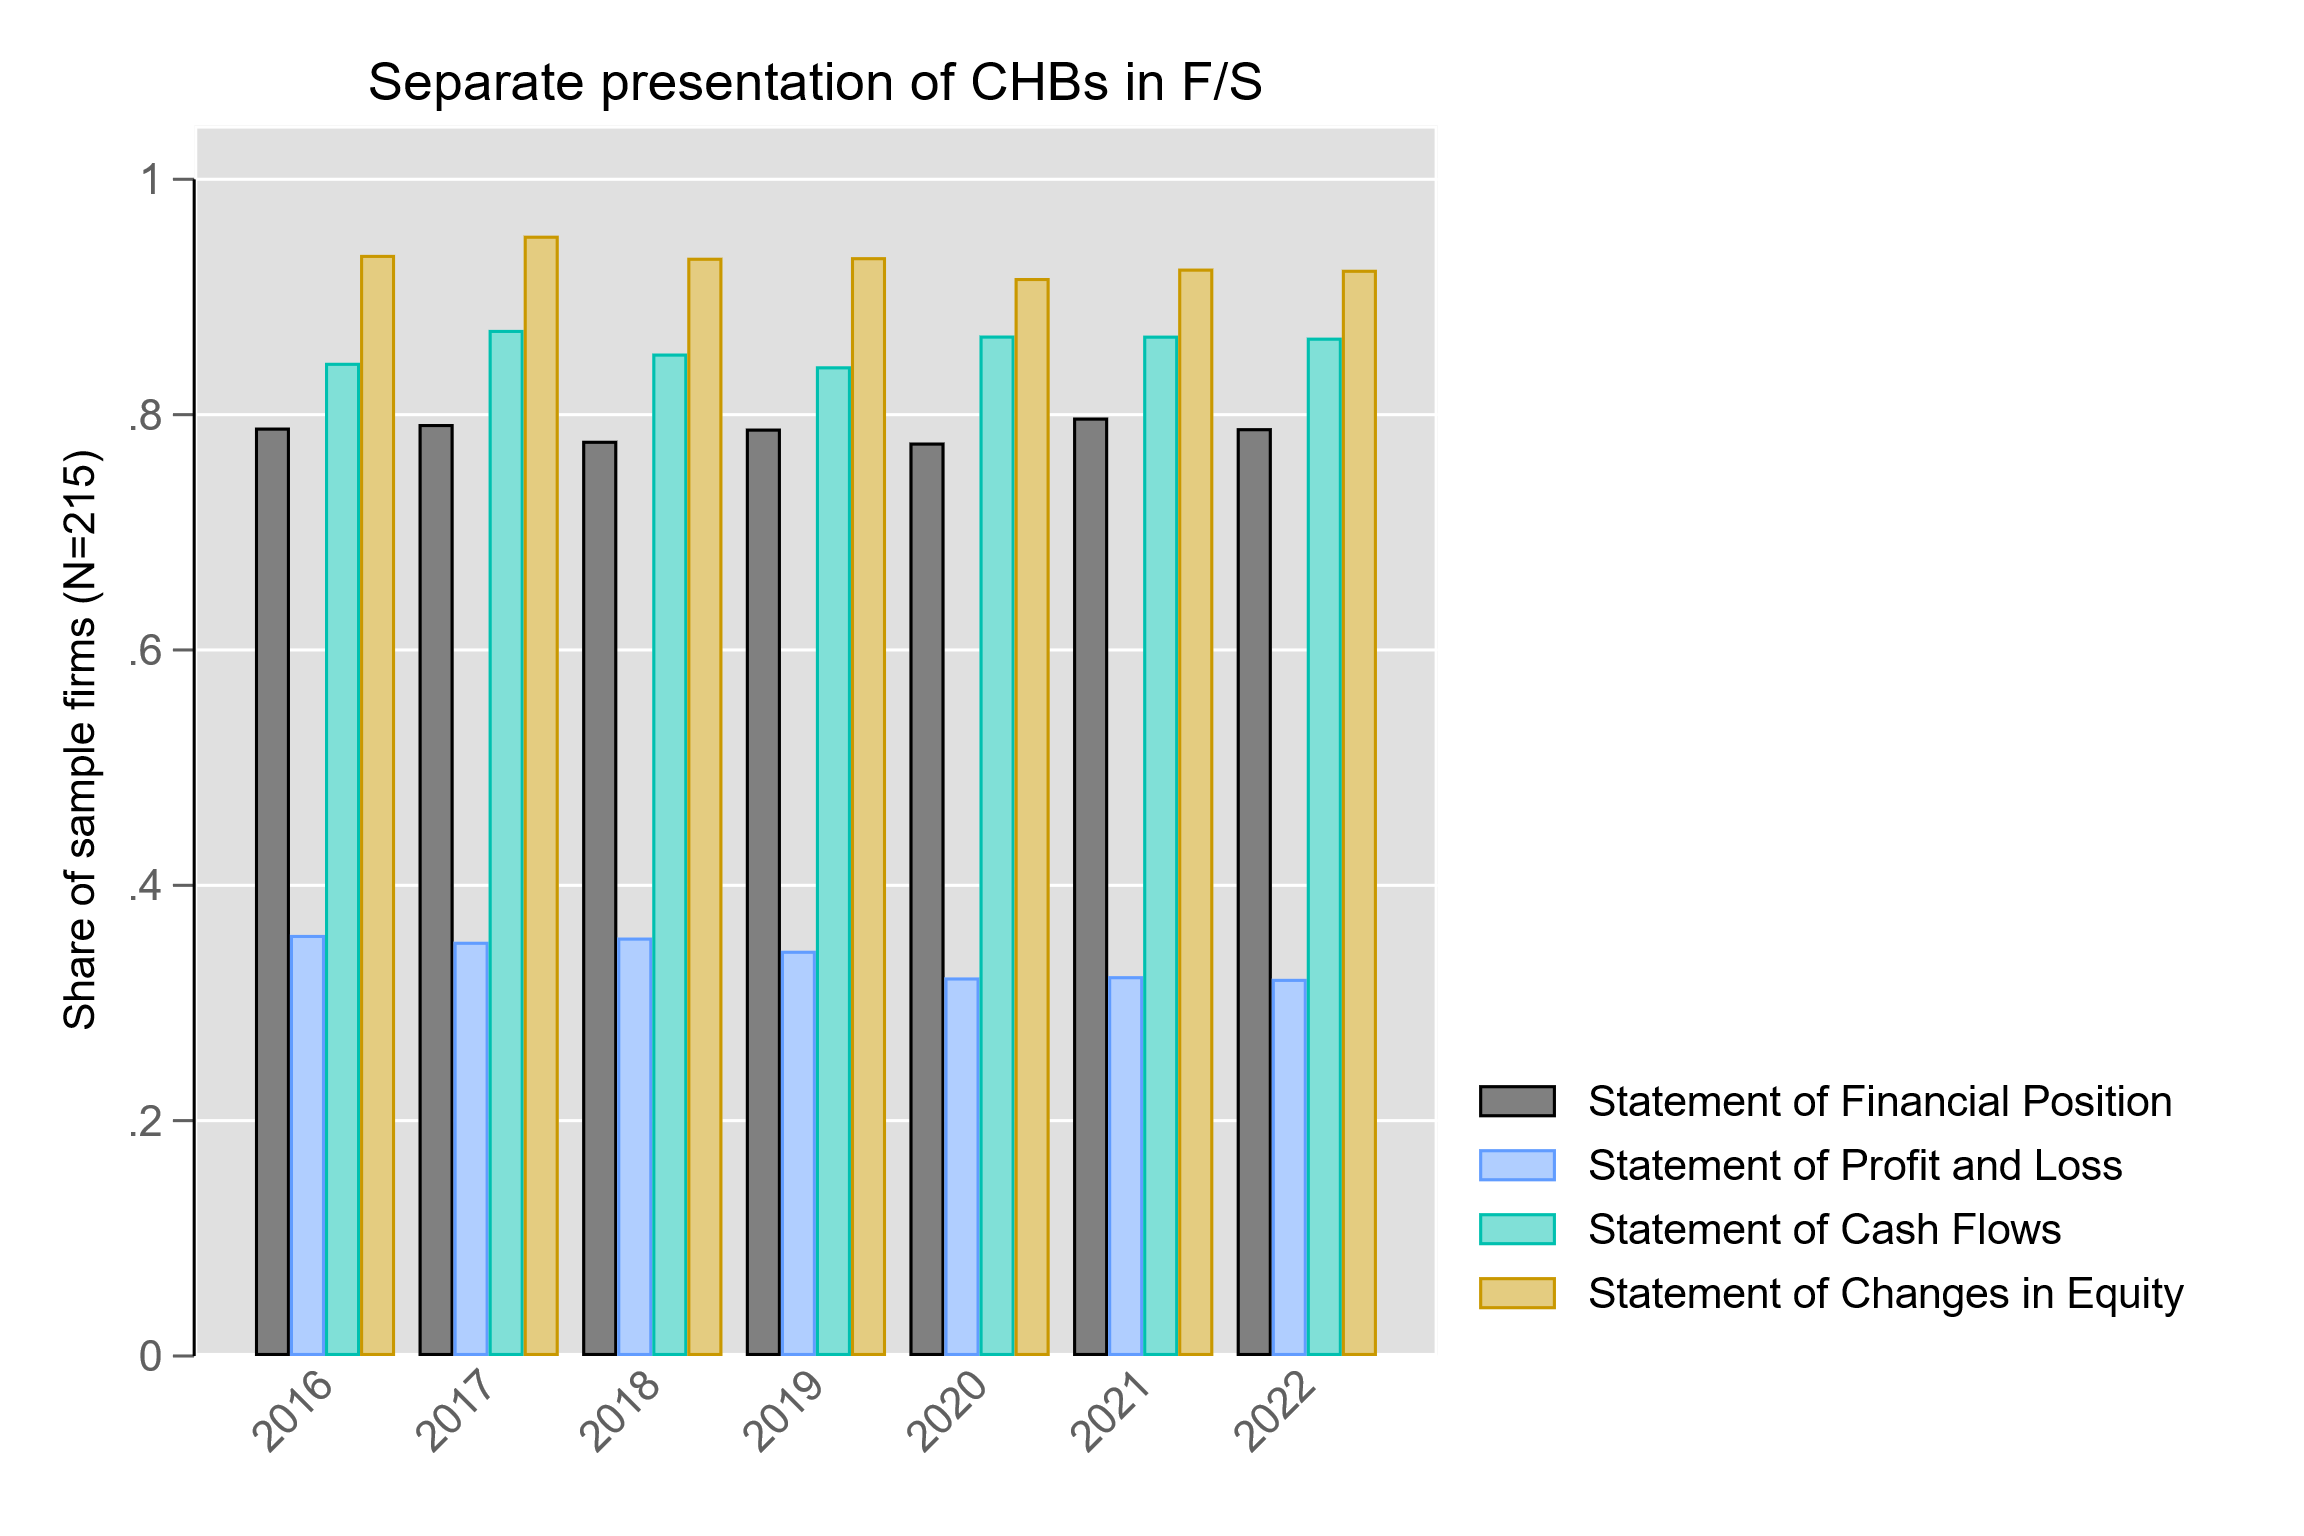 Separate presentation of CHBs in F/S
Share of sample firms (N=215)
1
.8
.6
.4
.2
0
2016
2017
2018
2019
2020
2021
2022
Statement of Financial Position
Statement of Profit and Loss
Statement of Cash Flows
Statement of Changes in Equity